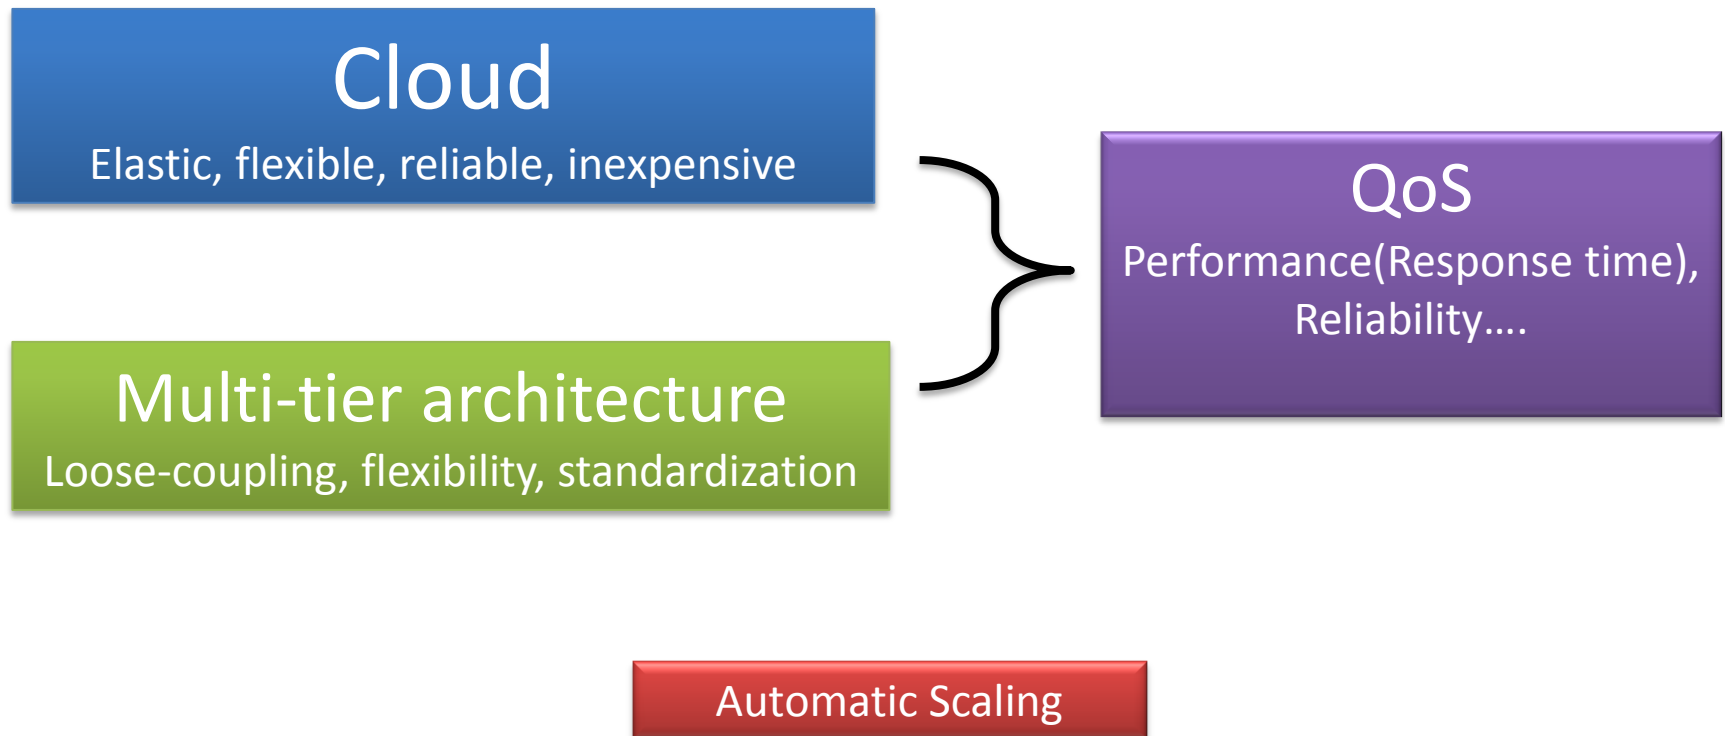 Cloud
Elastic, flexible, reliable, inexpensive
QoS
Performance(Response time),
Reliability....
Multi-tier architecture
Loose-coupling, flexibility, standardization
Automatic Scaling